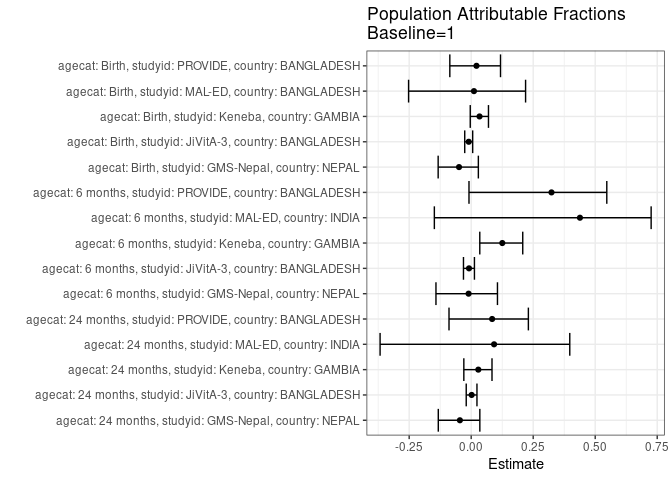 Population Attributable Fractions
Baseline=1
agecat: Birth, studyid: PROVIDE, country: BANGLADESH
agecat: Birth, studyid: MAL-ED, country: BANGLADESH
agecat: Birth, studyid: Keneba, country: GAMBIA
agecat: Birth, studyid: JiVitA-3, country: BANGLADESH
agecat: Birth, studyid: GMS-Nepal, country: NEPAL
agecat: 6 months, studyid: PROVIDE, country: BANGLADESH
agecat: 6 months, studyid: MAL-ED, country: INDIA
agecat: 6 months, studyid: Keneba, country: GAMBIA
agecat: 6 months, studyid: JiVitA-3, country: BANGLADESH
agecat: 6 months, studyid: GMS-Nepal, country: NEPAL
agecat: 24 months, studyid: PROVIDE, country: BANGLADESH
agecat: 24 months, studyid: MAL-ED, country: INDIA
agecat: 24 months, studyid: Keneba, country: GAMBIA
agecat: 24 months, studyid: JiVitA-3, country: BANGLADESH
agecat: 24 months, studyid: GMS-Nepal, country: NEPAL
-0.25 0.00 0.25 0.50 0.75
Estimate